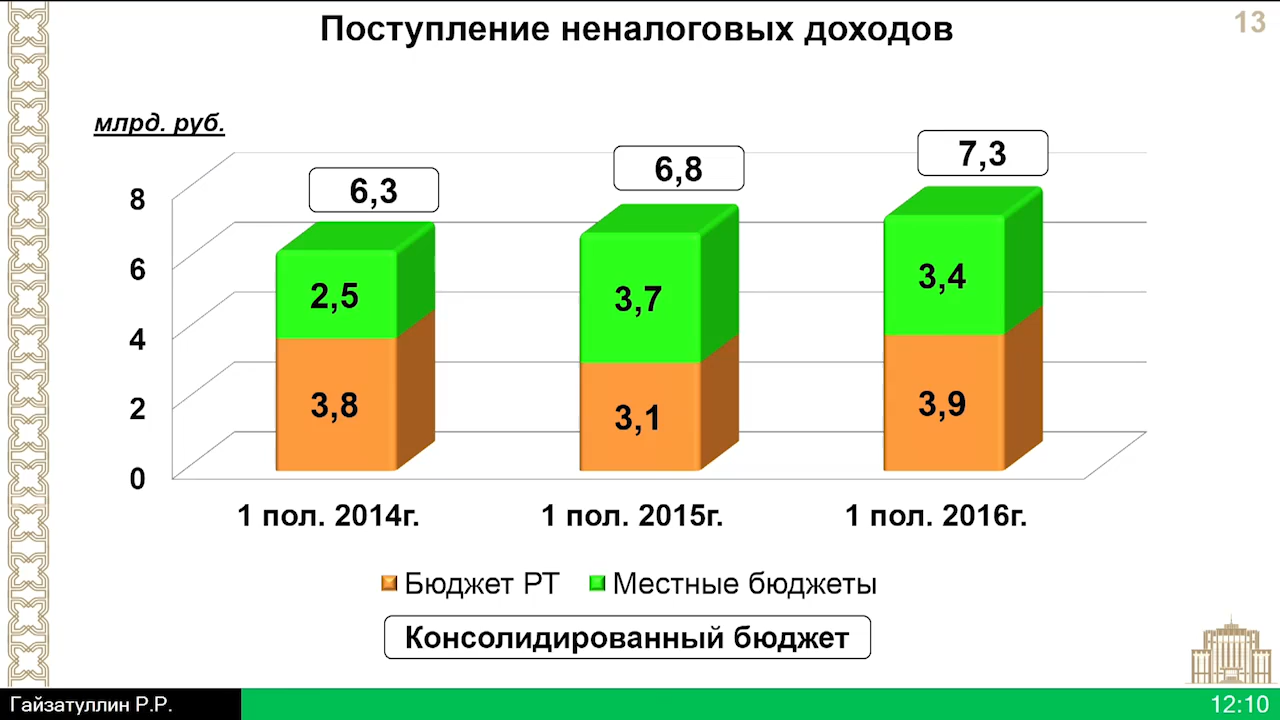 Поступление неналоговых доходов
13
млрд. руб.
6,3
6,8
7,3
8
6
4
2
0
2,5
3,7
3,4
3,8
3,1
3,9
1 пол. 2014г.
1 пол. 2015г.
1 пол. 2016г.
Бюджет РТ
Местные бюджеты
Консолидированный бюджет
Гайзатуллин Р.Р.
12:10